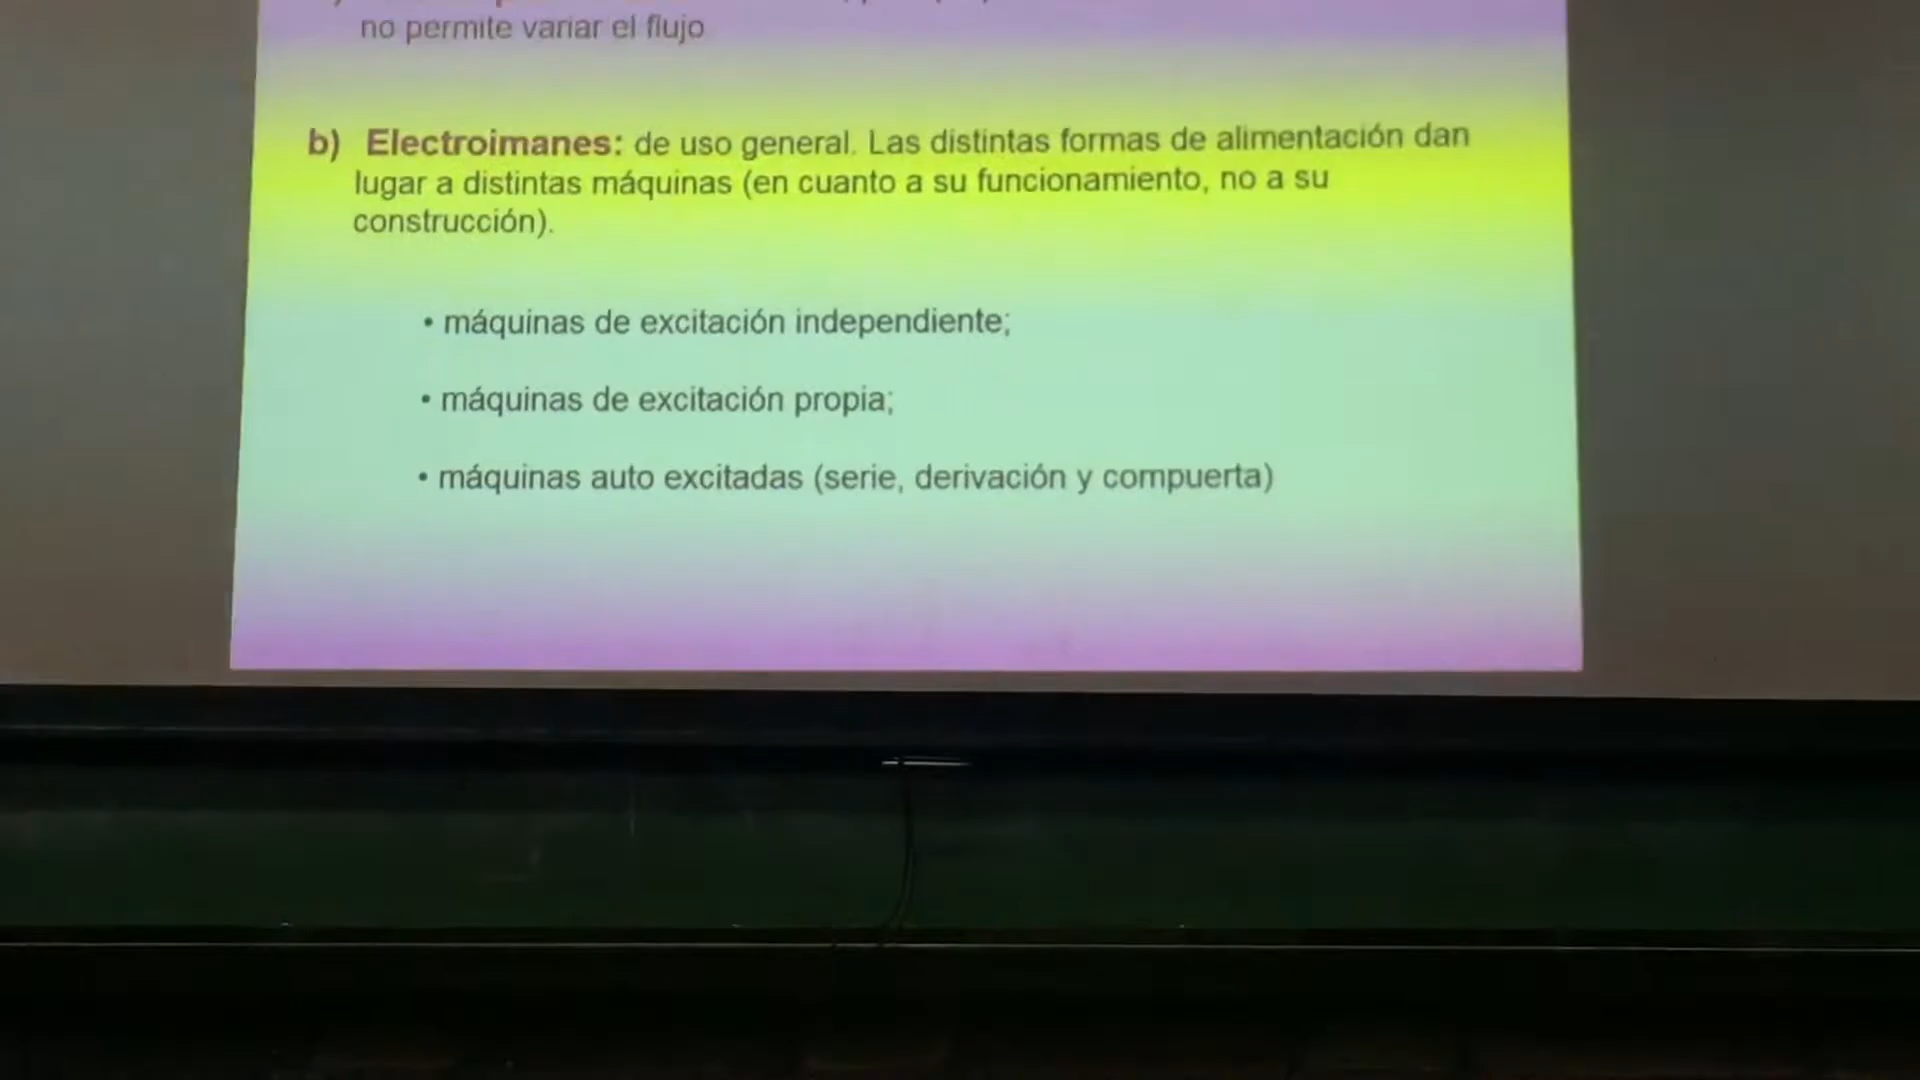 no permite variar el flujo
b) Electroimanes: de uso general. Las distintas formas de alimentación dan
lugar a distintas máquinas (en cuanto a su funcionamiento, no a su
construcción).
• máquinas de excitación independiente;
• máquinas de excitación propia;
• máquinas auto excitadas (serie, derivación y compuerta)